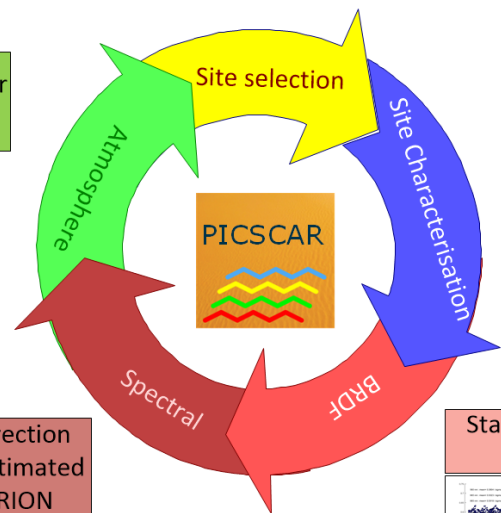 Site selection
Site Characterisation
BRDF
Spectral
Atmosphere
PICSCAR
r
rection
timated
RION
Sta